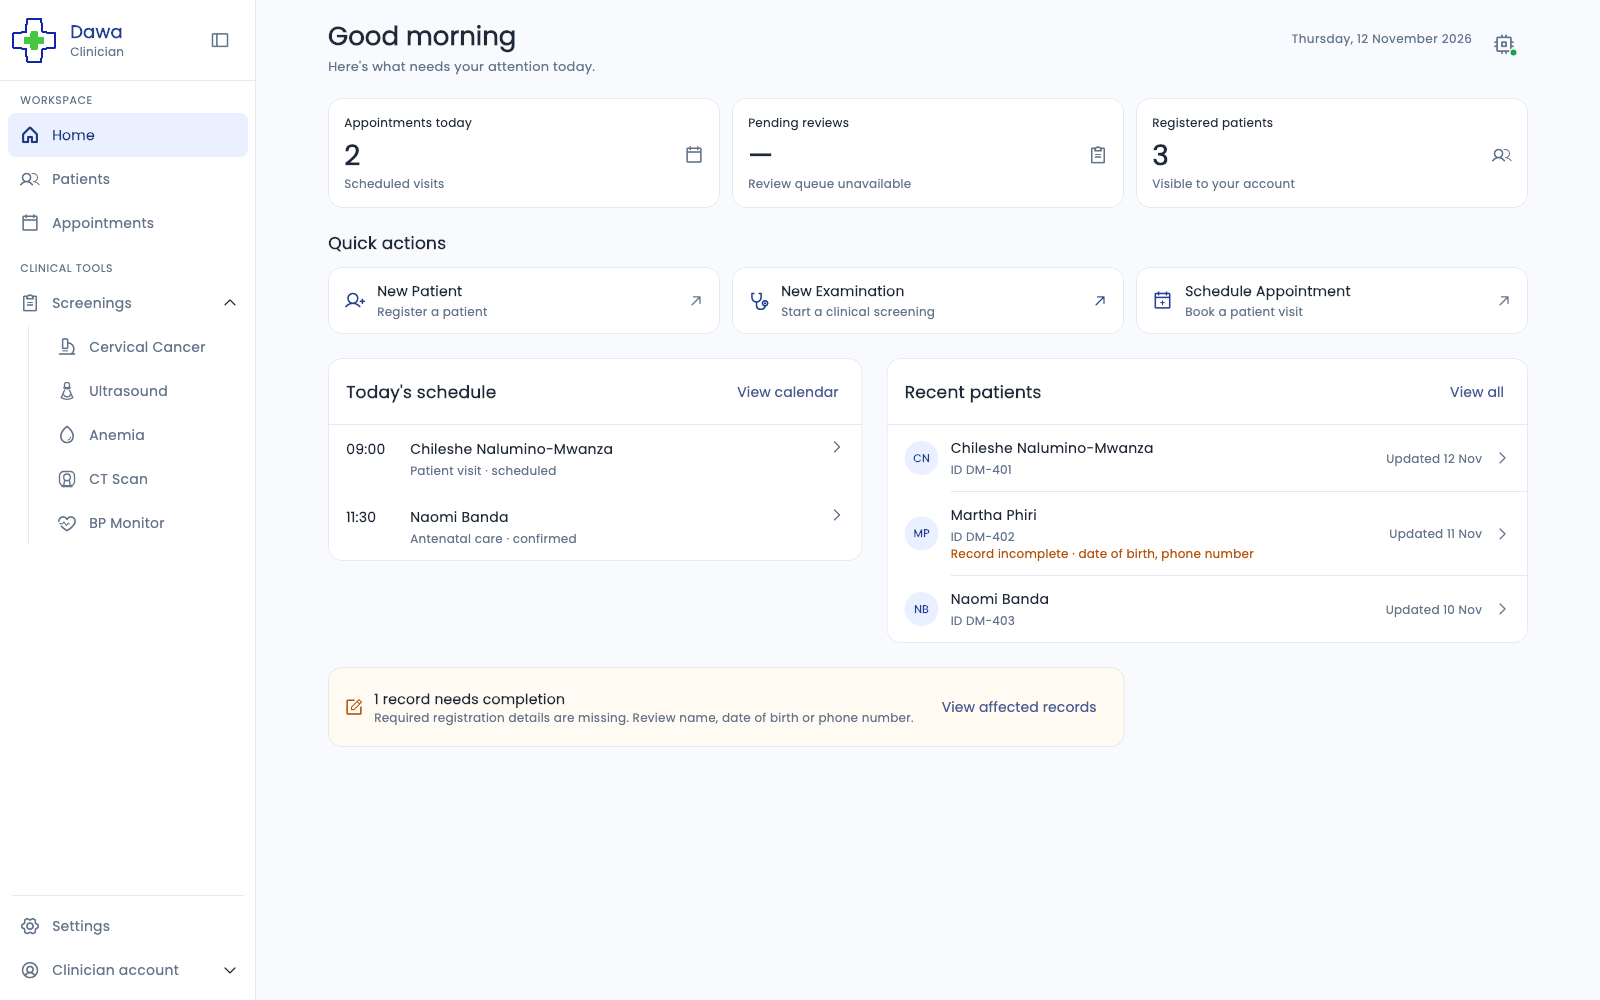 Dawa
Clinician
WORKSPACE
Home
Patients
Appointments
CLINICAL TOOLS
Screenings
Cervical Cancer
Ultrasound
Anemia
CT Scan
BP Monitor
Settings
Clinician account
Good morning
Here's what needs your attention today.
Thursday, 12 November 2026
Appointments today
2
Scheduled visits
Pending reviews
—
Review queue unavailable
Registered patients
3
Visible to your account
Quick actions
New Patient
Register a patient
New Examination
Start a clinical screening
Schedule Appointment
Book a patient visit
Today's schedule
View calendar
09:00
Chileshe Nalumino-Mwanza
Patient visit · scheduled
11:30
Naomi Banda
Antenatal care · confirmed
Recent patients
View all
CN
Chileshe Nalumino-Mwanza
ID DM-401
Updated 12 Nov
MP
Martha Phiri
ID DM-402
Record incomplete · date of birth, phone number
Updated 11 Nov
NB
Naomi Banda
ID DM-403
Updated 10 Nov
1 record needs completion
Required registration details are missing. Review name, date of birth or phone number.
View affected records